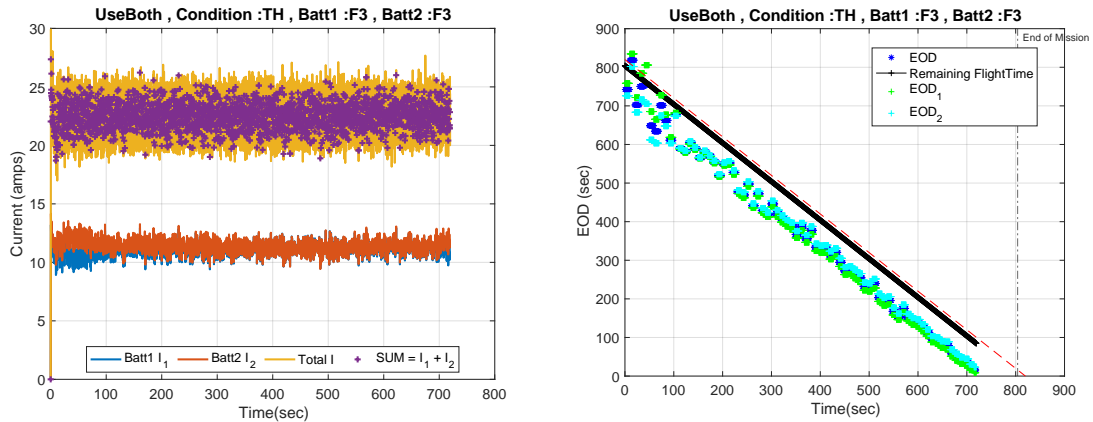 UseBoth , Condition :TH , Batt1 :F3 , Batt2 :F3
30
25
20
15
10
5
0
Current (amps)
0 100 200 300 400 500 600 700 800
Time(sec)
Batt1 I1 Batt2 I2 Total I SUM = I1 + I2
UseBoth , Condition :TH , Batt1 :F3 , Batt2 :F3
End of Mission
900
800
700
600
500
400
300
200
100
0
EOD (sec)
0 100 200 300 400 500 600 700 800 900
Time(sec)
EOD
Remaining FlightTime
EOD1
EOD2